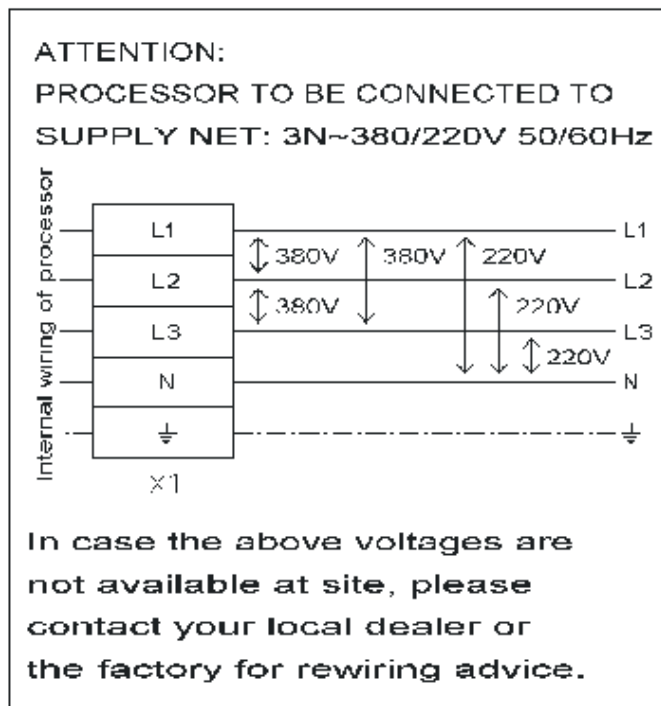 ATTENTION:
PROCESSOR TO BE CONNECTED TO
SUPPLY NET: 3N~380/220V 50/60Hz
Internal wiring of processor
L1 380V 380V 220V L1
L2 380V 220V L2
L3 220V L3
N N
X1
In case the above voltages are
not available at site, please
contact your local dealer or
the factory for rewiring advice.